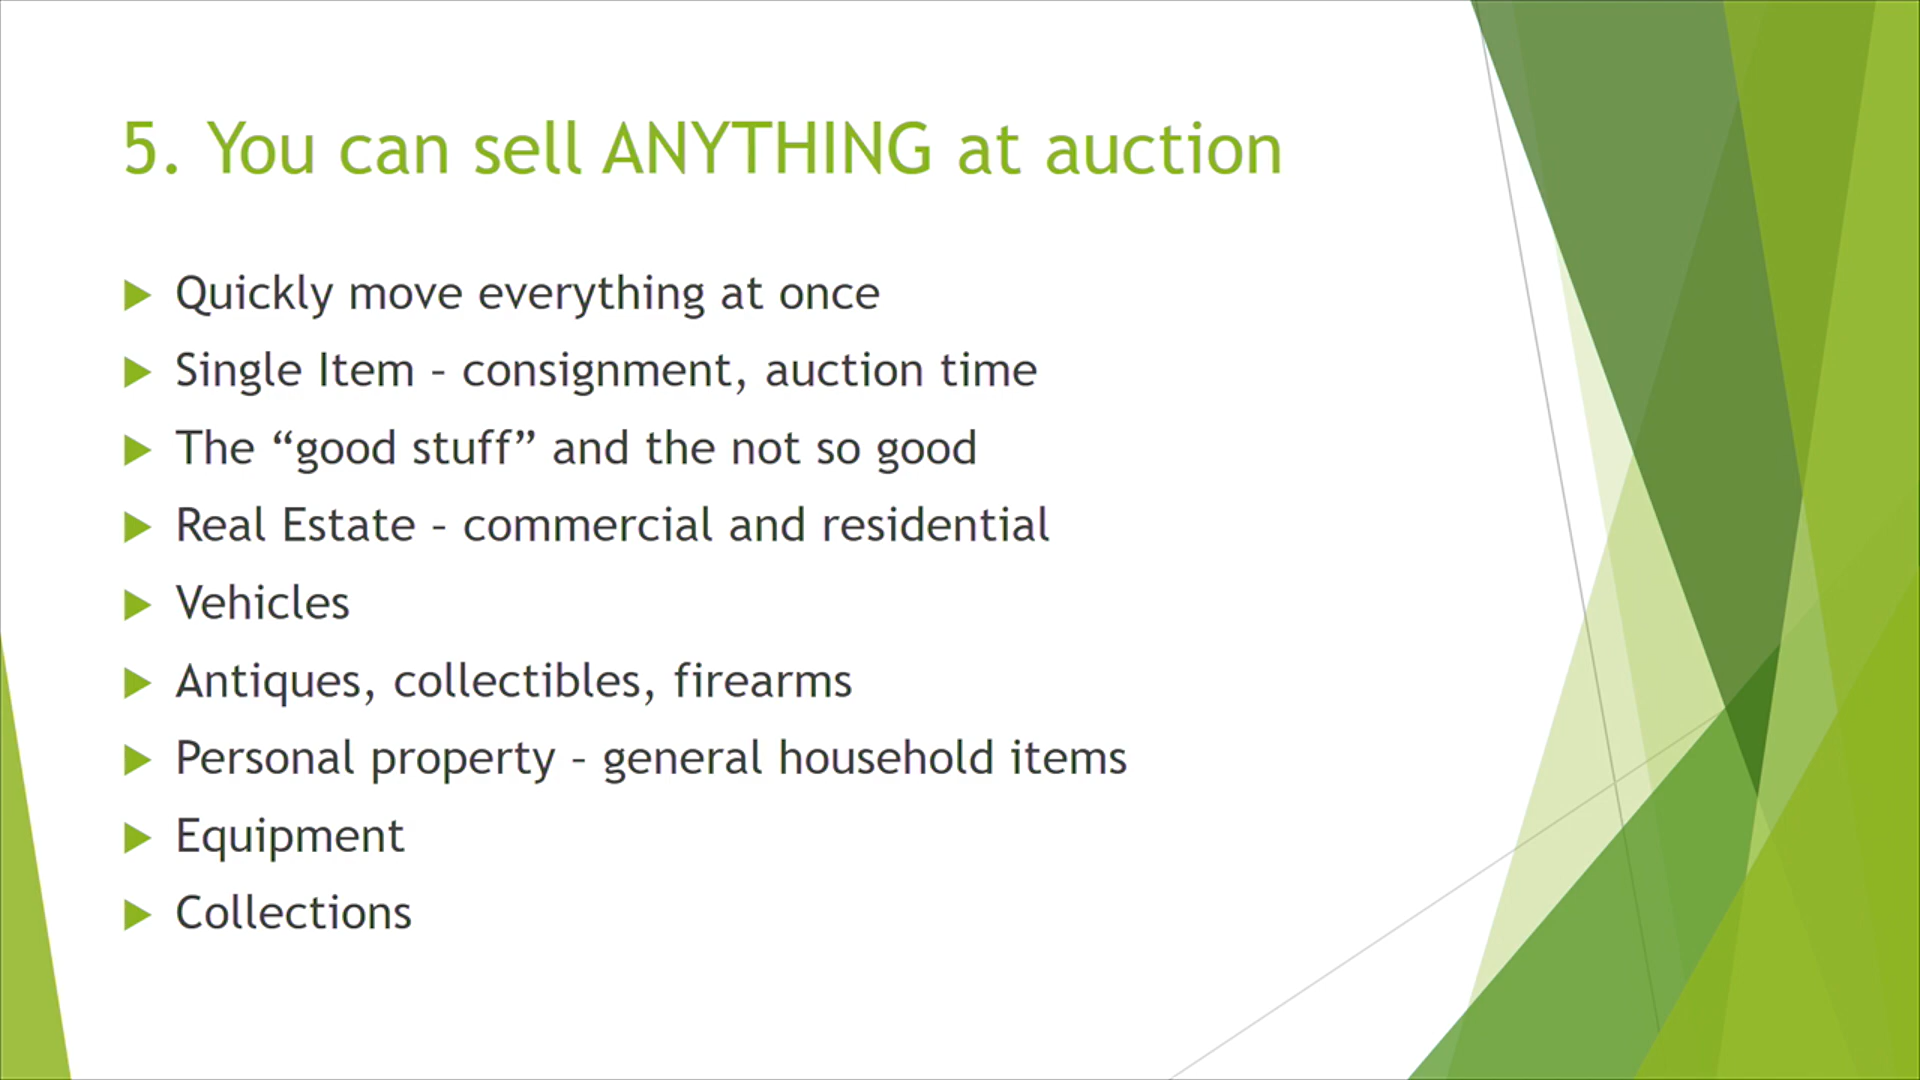 5. You can sell ANYTHING at auction
Quickly move everything at once
Single Item – consignment, auction time
The “good stuff” and the not so good
Real Estate – commercial and residential
Vehicles
Antiques, collectibles, firearms
Personal property – general household items
Equipment
Collections